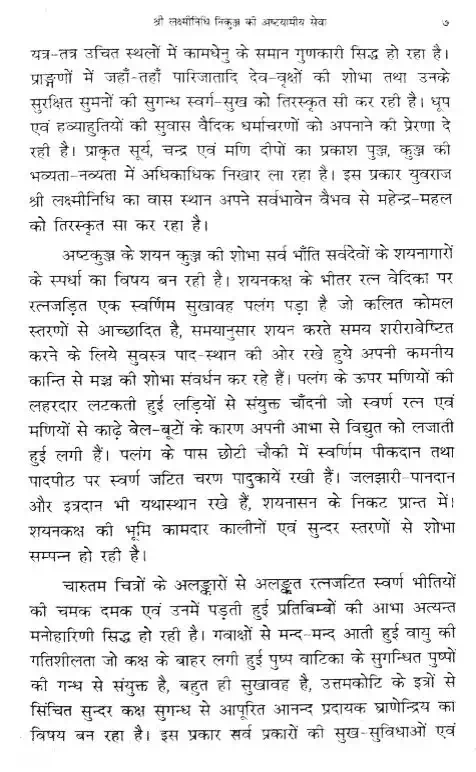 श्री लक्ष्मीनिधि निकुञ्ज की अष्टयामीय सेवा ७
यत्र-तत्र उचित स्थलों में कामधेनु के समान गुणकारी सिद्ध हो रहा है।
प्राङ्गणों में जहाँ-तहाँ पारिजातादि देव-वृक्षों की शोभा तथा उनके
सुरक्षित सुमनों की सुगन्ध स्वर्ग-सुख को तिरस्कृत सी कर रही है। धूप
एवं हव्याहुतियों की सुवास वैदिक धर्माचरणों को अपनाने की प्रेरणा दे
रही है। प्राकृत सूर्य, चन्द्र एवं मणि दीपों का प्रकाश पुञ्ज, कुञ्ज की
भव्यता-नव्यता में अधिकाधिक निखार ला रहा है। इस प्रकार युवराज
श्री लक्ष्मीनिधि का वास स्थान अपने सर्वभावेन वैभव से महेन्द्र-महल
को तिरस्कृत सा कर रहा है।
अष्टकुञ्ज के शयन कुञ्ज की शोभा सर्व भाँति सर्वदेवों के शयनागारों
के स्पर्धा का विषय बन रही है। शयनकक्ष के भीतर रत्न वेदिका पर
रत्नजड़ित एक स्वर्णिम सुखावह पलंग पड़ा है जो कलित कोमल
स्तरणों से आच्छादित है, समयानुसार शयन करते समय शरीरावेष्टित
करने के लिये सुवस्त्र पाद-स्थान की ओर रखे हुये अपनी कमनीय
कान्ति से मञ्च की शोभा संवर्धन कर रहे हैं। पलंग के ऊपर मणियों की
लहरदार लटकती हुई लड़ियों से संयुक्त चाँदनी जो स्वर्ण रत्न एवं
मणियों से काढ़े बेल-बूटों के कारण अपनी आभा से विद्युत को लजाती
हुई लगी हैं। पलंग के पास छोटी चौकी में स्वर्णिम पीकदान तथा
पादपीठ पर स्वर्ण जटित चरण पादुकायें रखी हैं। जलझारी-पानदान
और इत्रदान भी यथास्थान रखे हैं, शयनासन के निकट प्रान्त में।
शयनकक्ष की भूमि कामदार कालीनों एवं सुन्दर स्तरणों से शोभा
सम्पन्न हो रही है।
चारुतम चित्रों के अलङ्कारों से अलङ्कृत रत्नजटित स्वर्ण भीतियों
की चमक दमक एवं उनमें पड़ती हुई प्रतिबिम्बों की आभा अत्यन्त
मनोहारिणी सिद्ध हो रही है। गवाक्षों से मन्द-मन्द आती हुई वायु की
गतिशीलता जो कक्ष के बाहर लगी हुई पुष्प वाटिका के सुगन्धित पुष्पों
की गन्ध से संयुक्त है, बहुत ही सुखावह है, उत्तमकोटि के इत्रों से
सिंचित सुन्दर कक्ष सुगन्ध से आपूरित आनन्द प्रदायक घ्राणेन्द्रिय का
विषय बन रहा है। इस प्रकार सर्व प्रकारों की सुख-सुविधाओं एवं